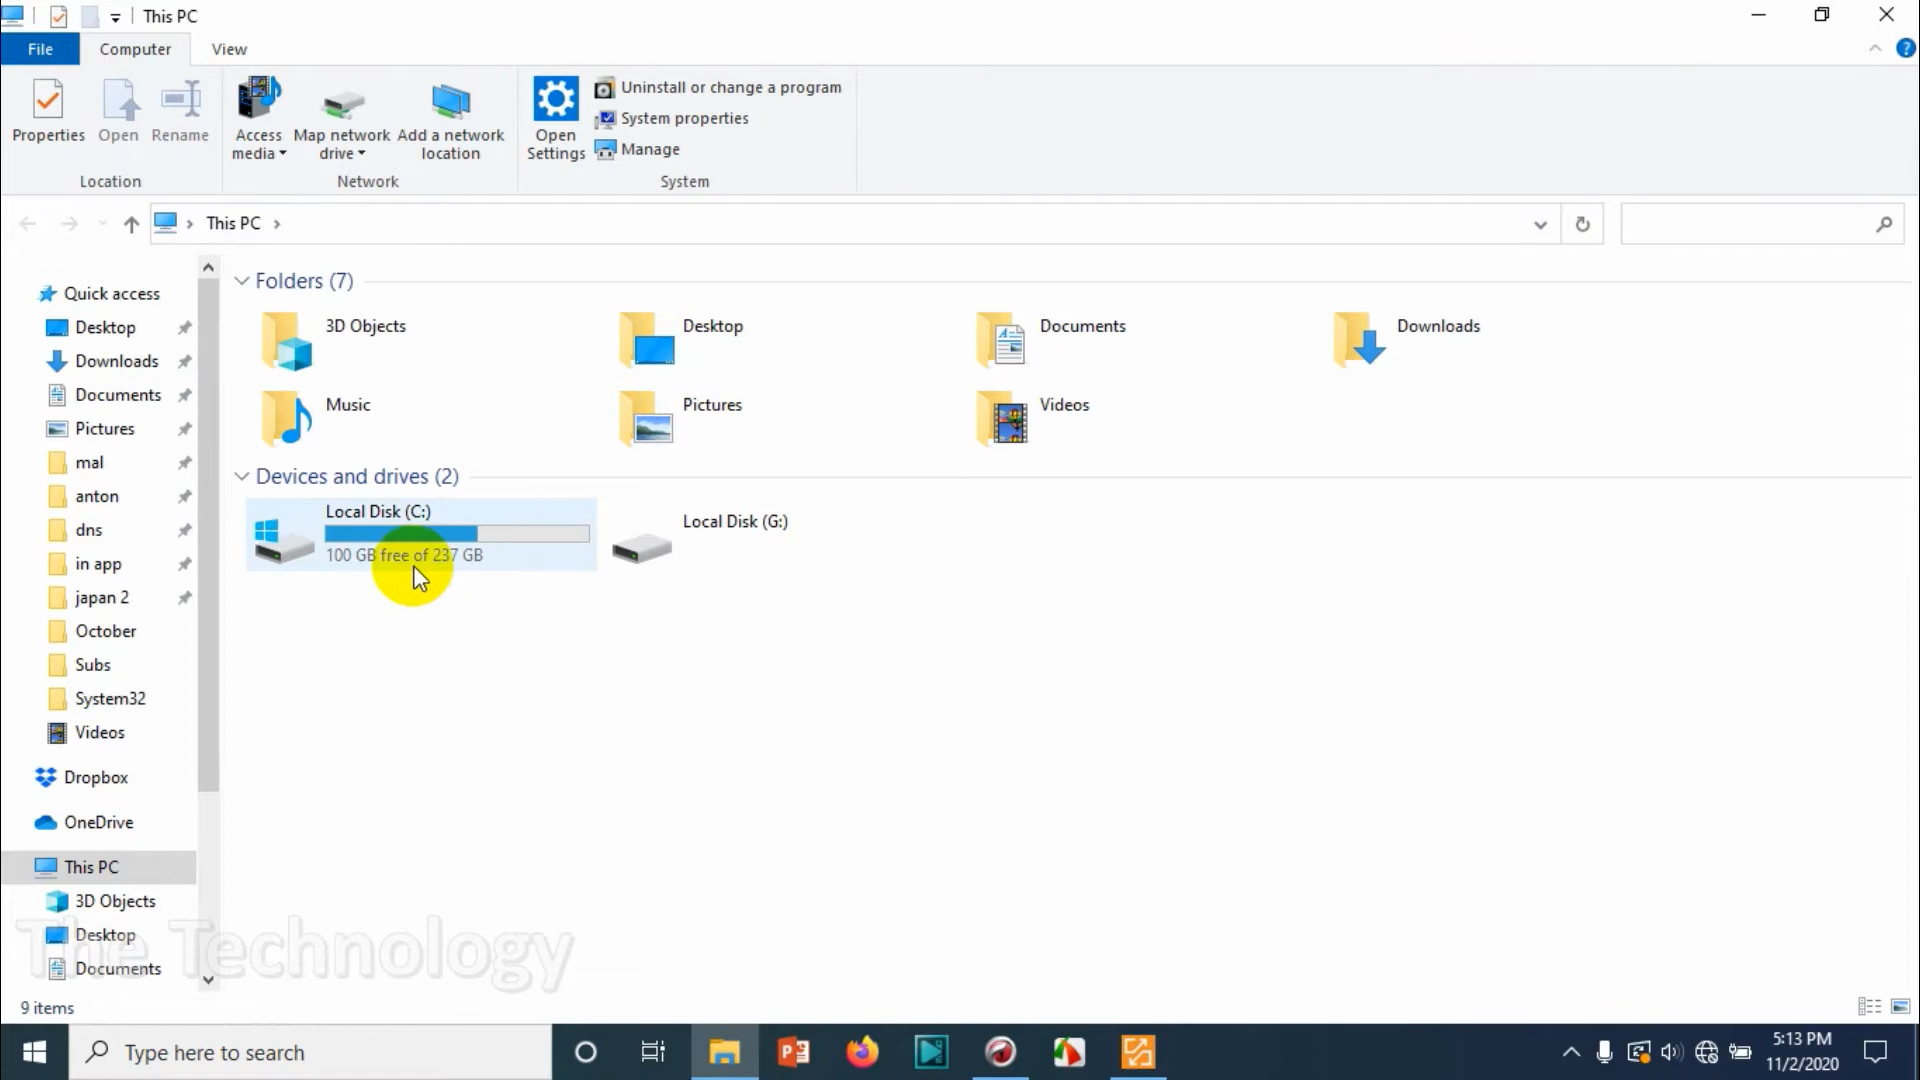 This PC
File Computer View
Properties Open Rename
Access media Map network drive Add a network location
Open Settings
Uninstall or change a program
System properties
Manage
Location Network System
This PC
Quick access
Desktop
Downloads
Documents
Pictures
mal
anton
dns
in app
japan 2
October
Subs
System32
Videos
Dropbox
OneDrive
This PC
3D Objects
Desktop
Documents
Folders (7)
3D Objects Desktop Documents Downloads
Music Pictures Videos
Devices and drives (2)
Local Disk (C:)
100 GB free of 237 GB
Local Disk (G:)
The Technology
9 items
Type here to search
5:13 PM
11/2/2020